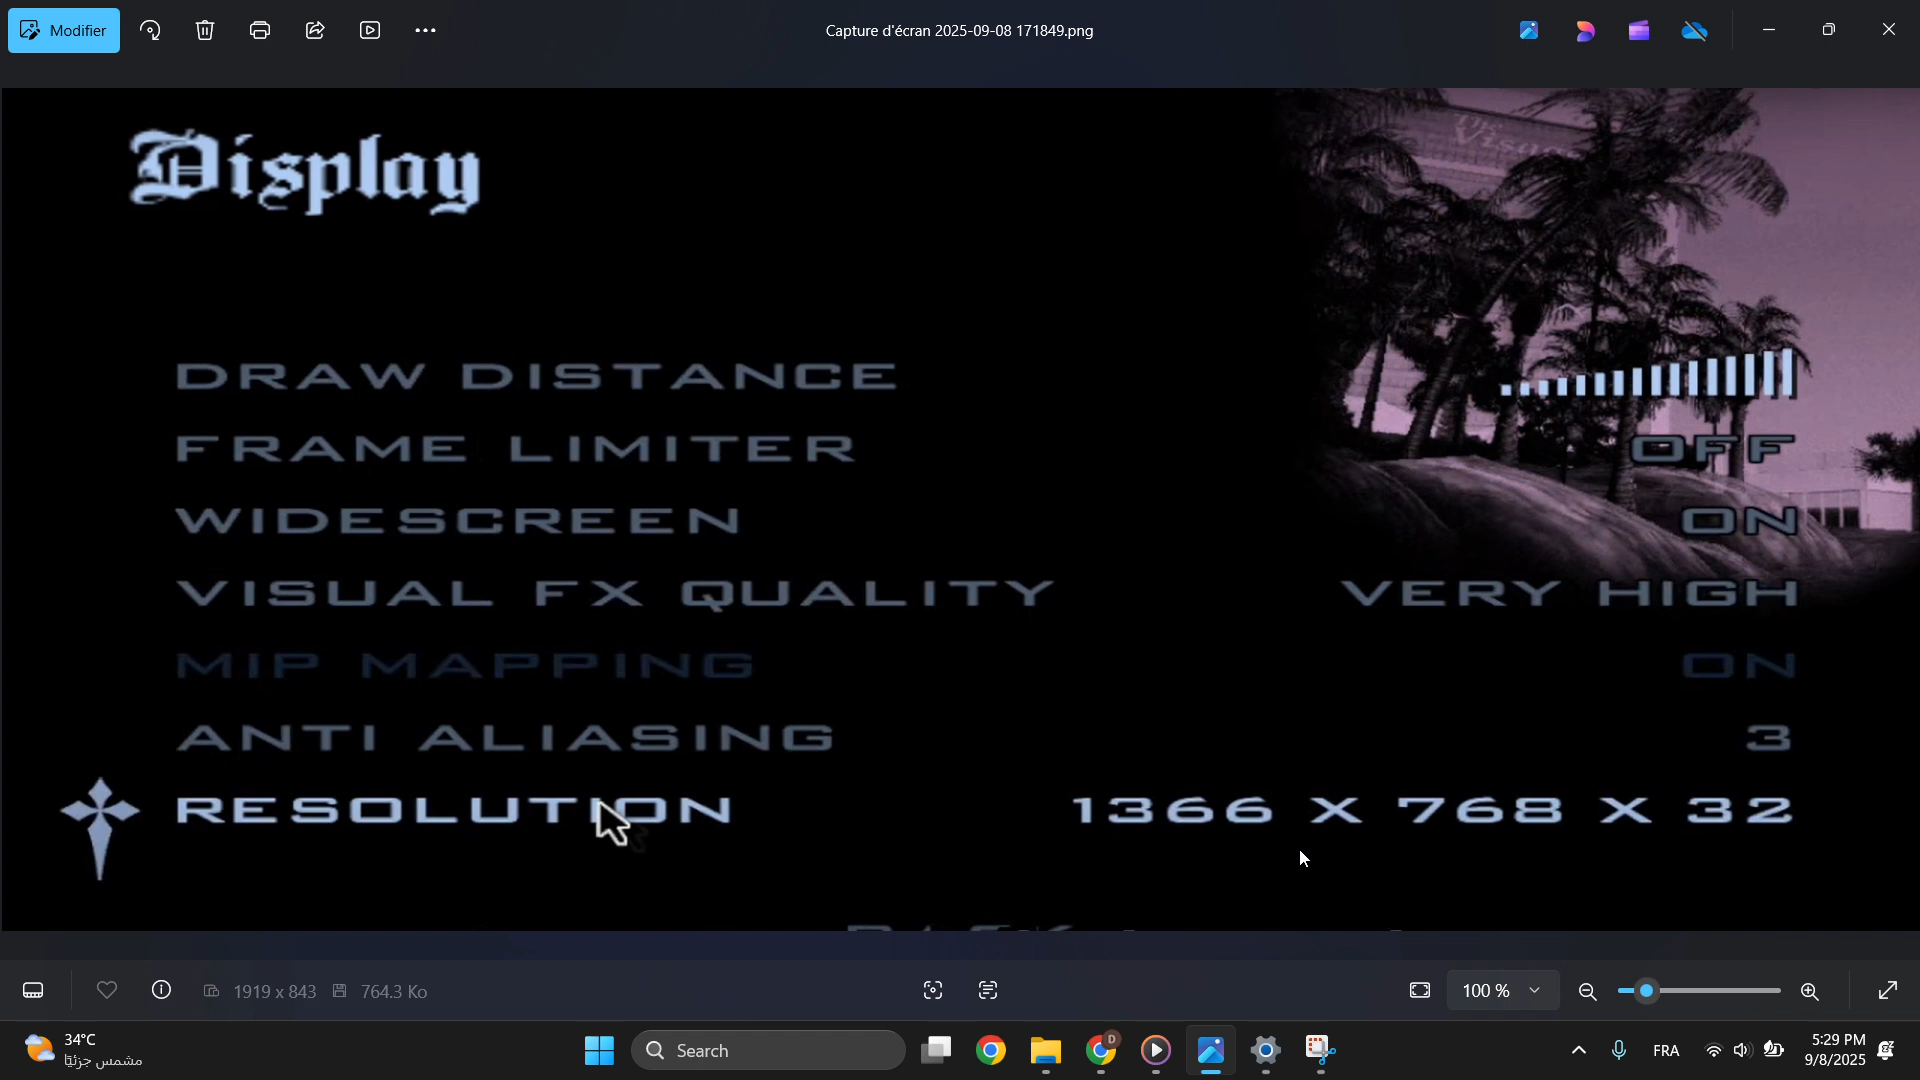 Modifier
Capture d'écran 2025-09-08 171849.png
Display
The
DRAW DISTANCE
FRAME LIMITER OFF
WIDESCREEN ON
VISUAL FX QUALITY VERY HIGH
MIP MAPPING ON
ANTI ALIASING 3
RESOLUTION 1366 X 768 X 32
1919 x 843 764.3 Ko
100 %
34°C
مشمس جزئيًا
Search
D
FRA
5:29 PM
9/8/2025